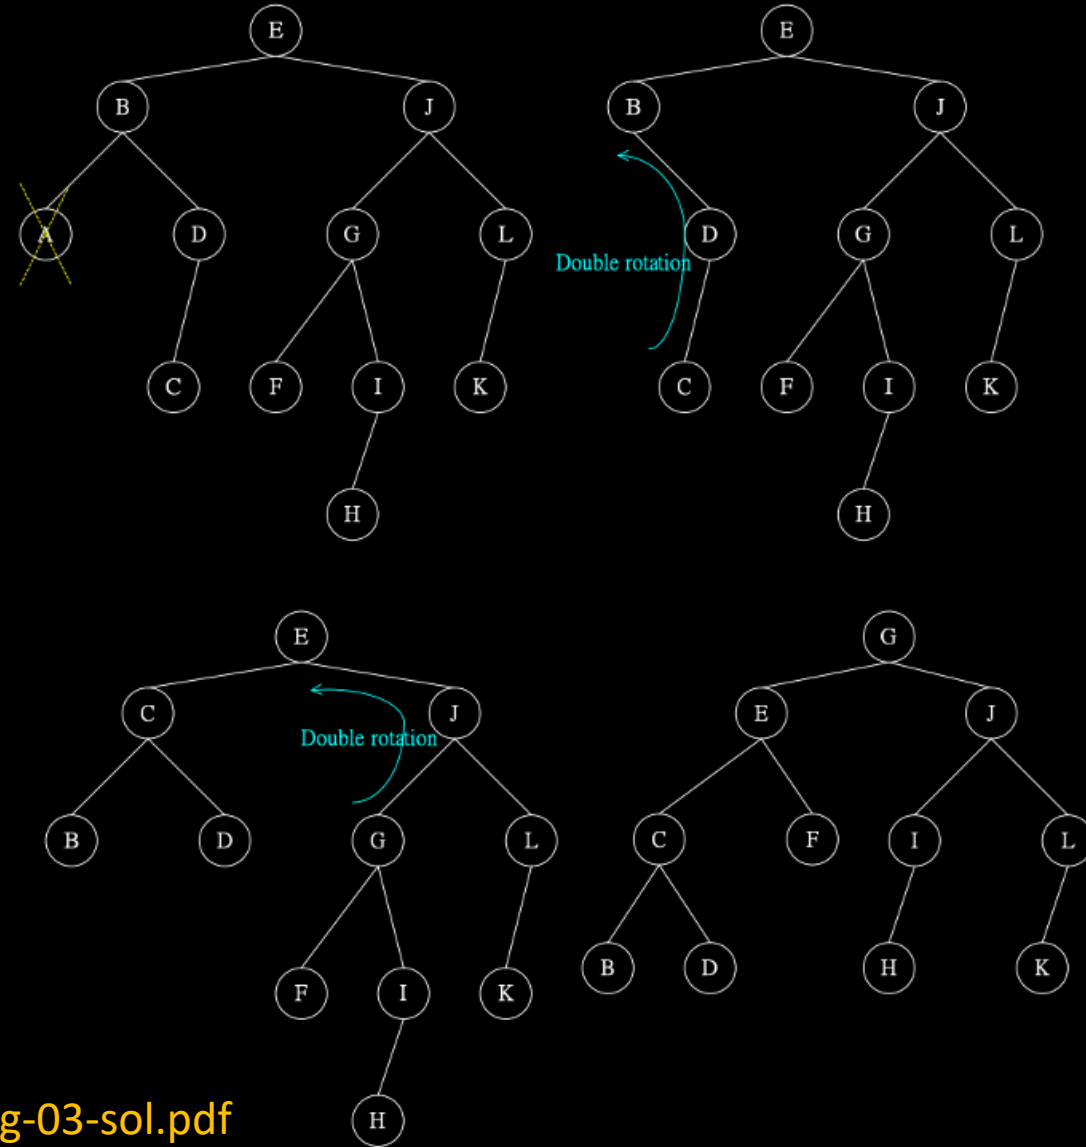 E E
B J B J
A D G L D G L
Double rotation
C F I K C F I K
H H
E G
C J E J
Double rotation
B D G L C F I L
F I K B D H K
H
g-03-sol.pdf